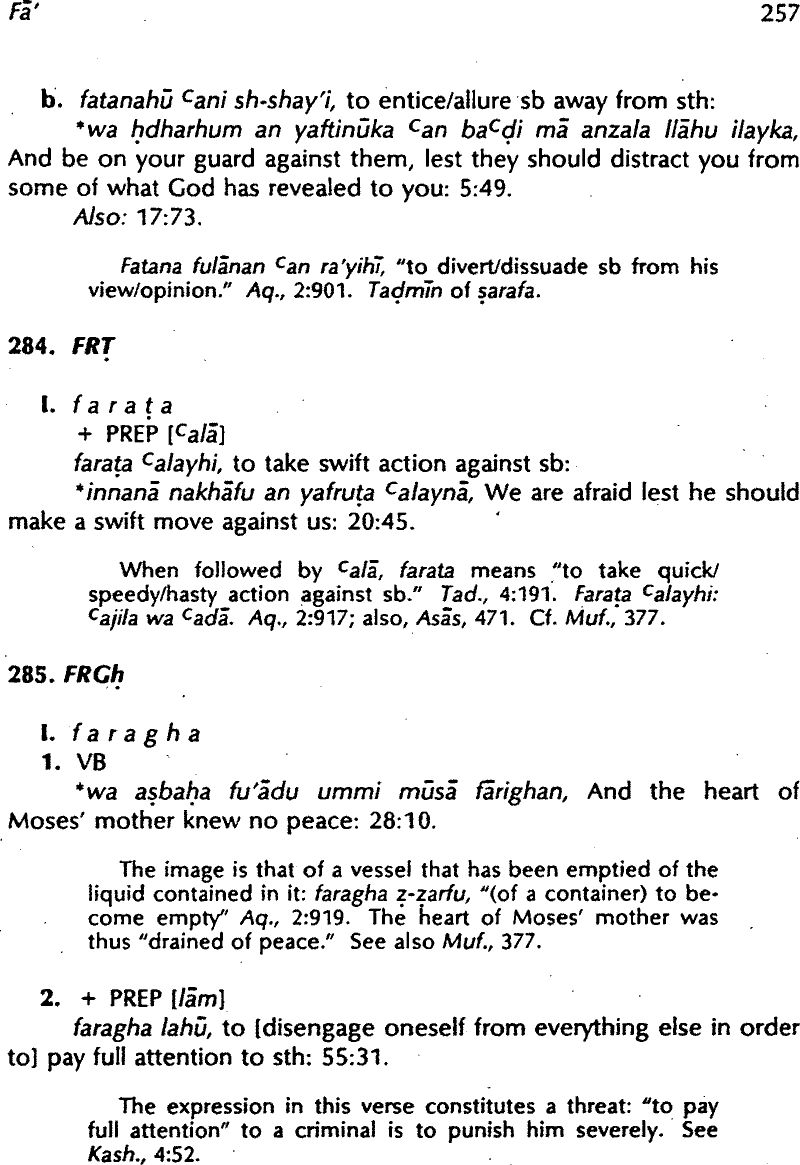 Fā' 257
b. fatanahū ᶜani sh-shay'i, to entice/allure sb away from sth:
*wa ḥdharhum an yaftinūka ᶜan baᶜḍi mā anzala llāhu ilayka,
And be on your guard against them, lest they should distract you from
some of what God has revealed to you: 5:49.
Also: 17:73.
Fatana fulānan ᶜan ra'yihī, "to divert/dissuade sb from his
view/opinion." Aq., 2:901. Taḍmīn of ṣarafa.
284. FRṬ
I. f a r a ṭ a
+ PREP [ᶜalā]
faraṭa ᶜalayhi, to take swift action against sb:
*innanā nakhāfu an yafruṭa ᶜalaynā, We are afraid lest he should
make a swift move against us: 20:45.
When followed by ᶜalā, farata means "to take quick/
speedy/hasty action against sb." Tad., 4:191. Faraṭa ᶜalayhi:
ᶜajila wa ᶜadā. Aq., 2:917; also, Asās, 471. Cf. Muf., 377.
285. FRGḥ
I. f a r a g h a
1. VB
*wa aṣbaḥa fu'ādu ummi mūsā fārighan, And the heart of
Moses' mother knew no peace: 28:10.
The image is that of a vessel that has been emptied of the
liquid contained in it: faragha ẓ-ẓarfu, "(of a container) to be-
come empty" Aq., 2:919. The heart of Moses' mother was
thus "drained of peace." See also Muf., 377.
2. + PREP [lām]
faragha lahū, to [disengage oneself from everything else in order
to] pay full attention to sth: 55:31.
The expression in this verse constitutes a threat: "to pay
full attention" to a criminal is to punish him severely. See
Kash., 4:52.